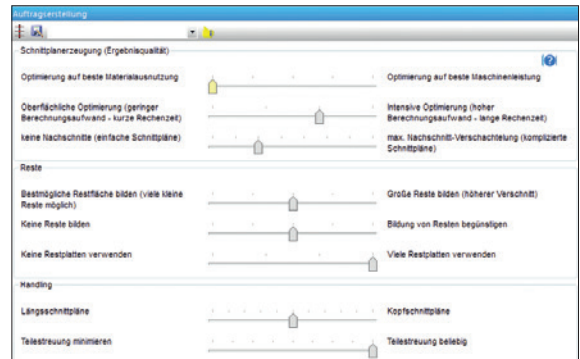 Auftragserstellung
Schnittplanerzeugung (Ergebnisqualität)
Optimierung auf beste Materialausnutzung
Optimierung auf beste Maschinenleistung
Oberflächliche Optimierung (geringer
Berechnungsaufwand - kurze Rechenzeit)
Intensive Optimierung (hoher
Berechnungsaufwand - lange Rechenzeit)
keine Nachschnitte (einfache Schnittpläne)
max. Nachschnitt-Verschachtelung (komplizierte
Schnittpläne)
Reste
Bestmögliche Restfläche bilden (viele kleine
Reste möglich)
Große Reste bilden (höherer Verschnitt)
Keine Reste bilden
Bildung von Resten begünstigen
Keine Restplatten verwenden
Viele Restplatten verwenden
Handling
Längsschnittpläne
Kopfschnittpläne
Teilestreuung minimieren
Teilestreuung beliebig